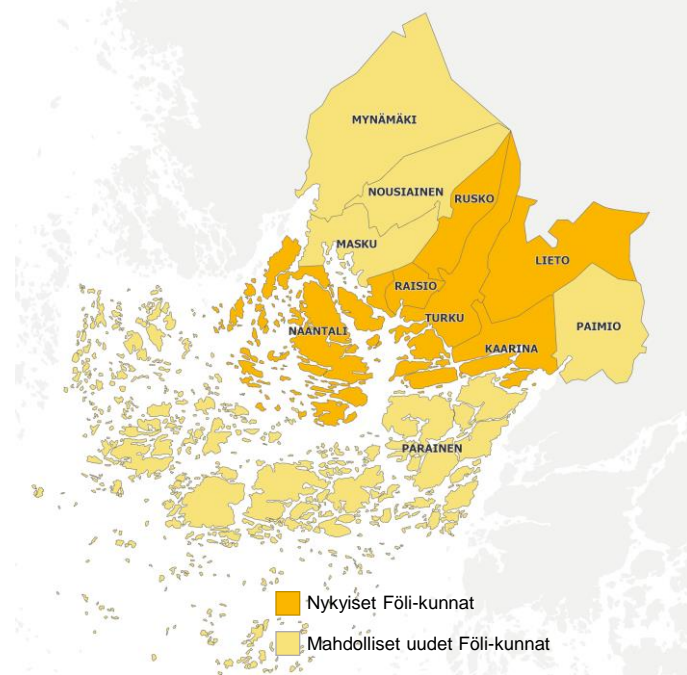 MYNÄMÄKI
NOUSIAINEN
RUSKO
MASKU
LIETO
RAISIO
TURKU
NAANTALI
PAIMIO
KAARINA
PARAINEN
Nykyiset Föli-kunnat
Mahdolliset uudet Föli-kunnat